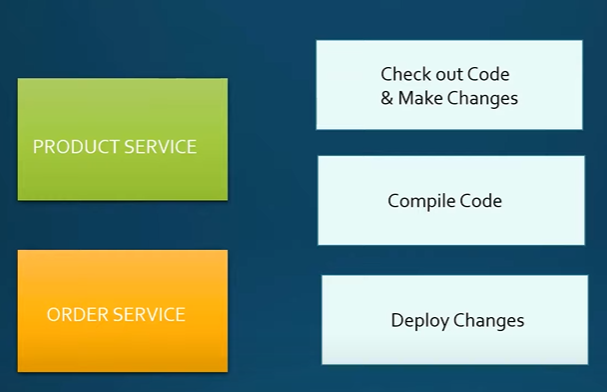 PRODUCT SERVICE
ORDER SERVICE
Check out Code
& Make Changes
Compile Code
Deploy Changes